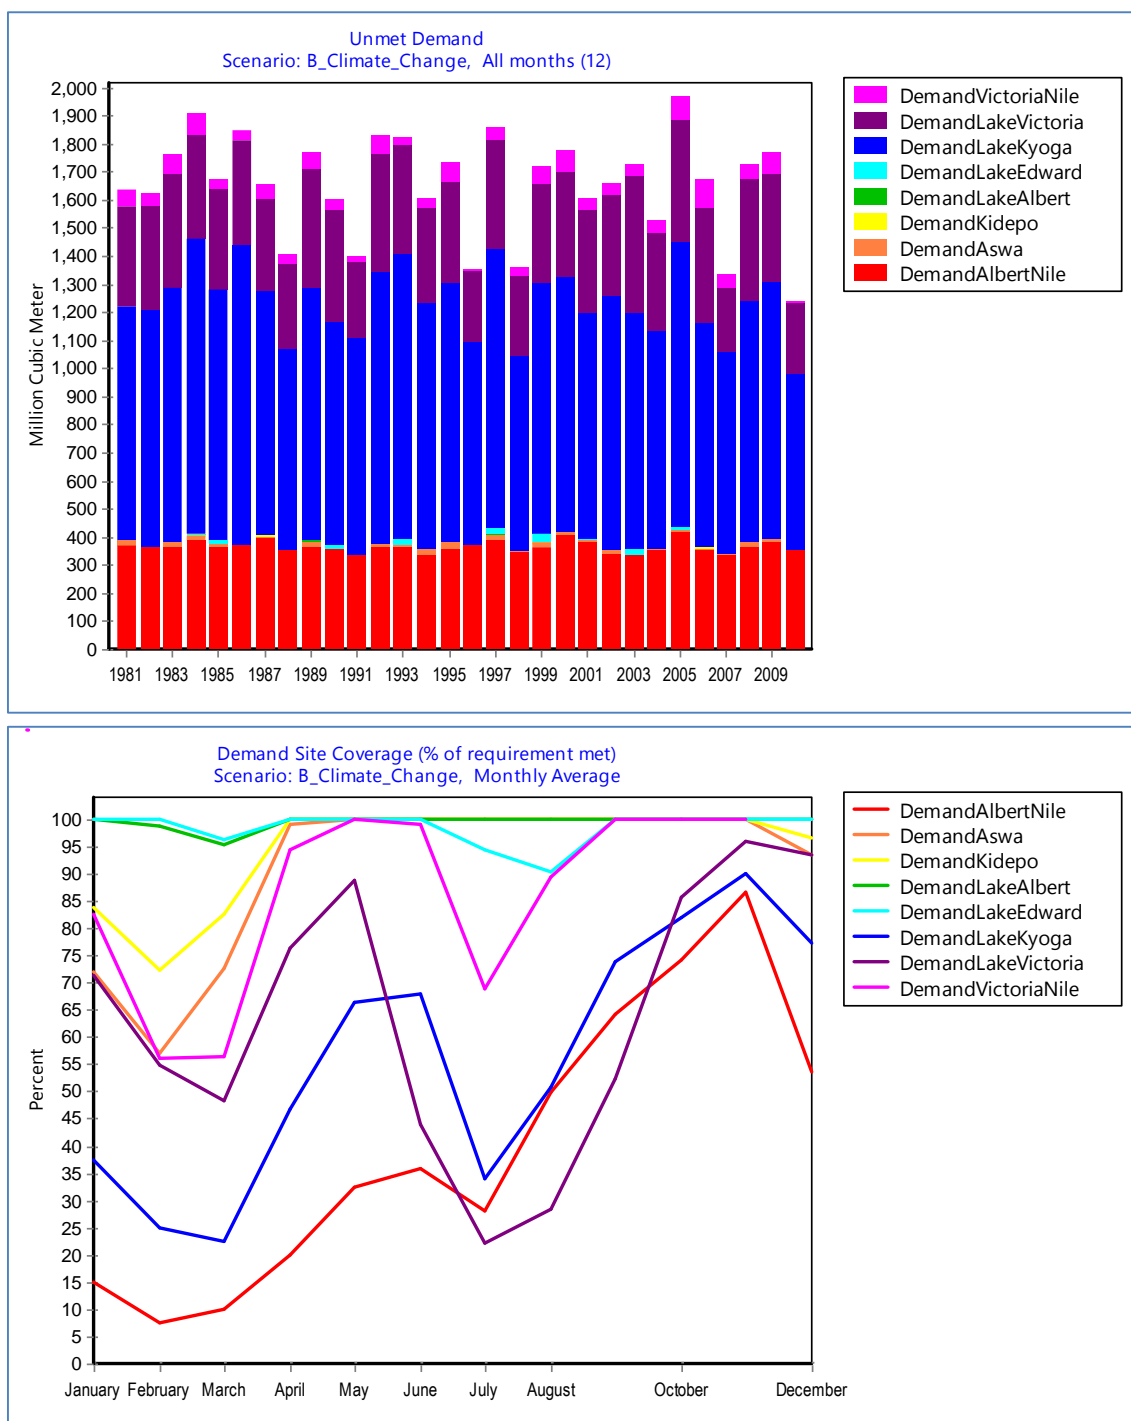 Unmet Demand
Scenario: B_Climate_Change, All months (12)
2,000
1,900
1,800
1,700
1,600
1,500
1,400
1,300
1,200
1,100
1,000
900
800
700
600
500
400
300
200
100
0
Million Cubic Meter
1981 1983 1985 1987 1989 1991 1993 1995 1997 1999 2001 2003 2005 2007 2009
DemandVictoriaNile
DemandLakeVictoria
DemandLakeKyoga
DemandLakeEdward
DemandLakeAlbert
DemandKidepo
DemandAswa
DemandAlbertNile
Demand Site Coverage (% of requirement met)
Scenario: B_Climate_Change, Monthly Average
100
95
90
85
80
75
70
65
60
55
50
45
40
35
30
25
20
15
10
5
0
Percent
January February March April May June July August October December
DemandAlbertNile
DemandAswa
DemandKidepo
DemandLakeAlbert
DemandLakeEdward
DemandLakeKyoga
DemandLakeVictoria
DemandVictoriaNile